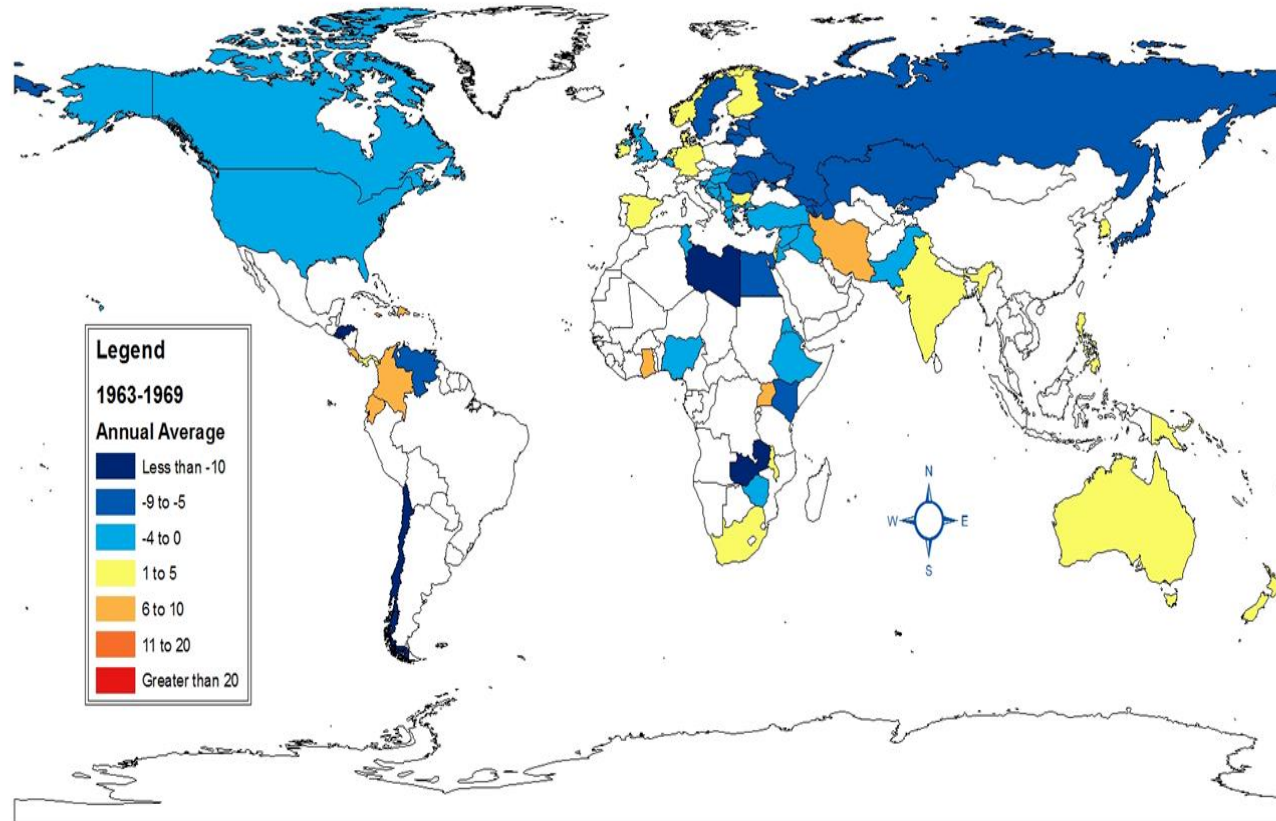 Legend
1963-1969
Annual Average
Less than -10
-9 to -5
-4 to 0
1 to 5
6 to 10
11 to 20
Greater than 20
N
W E
S